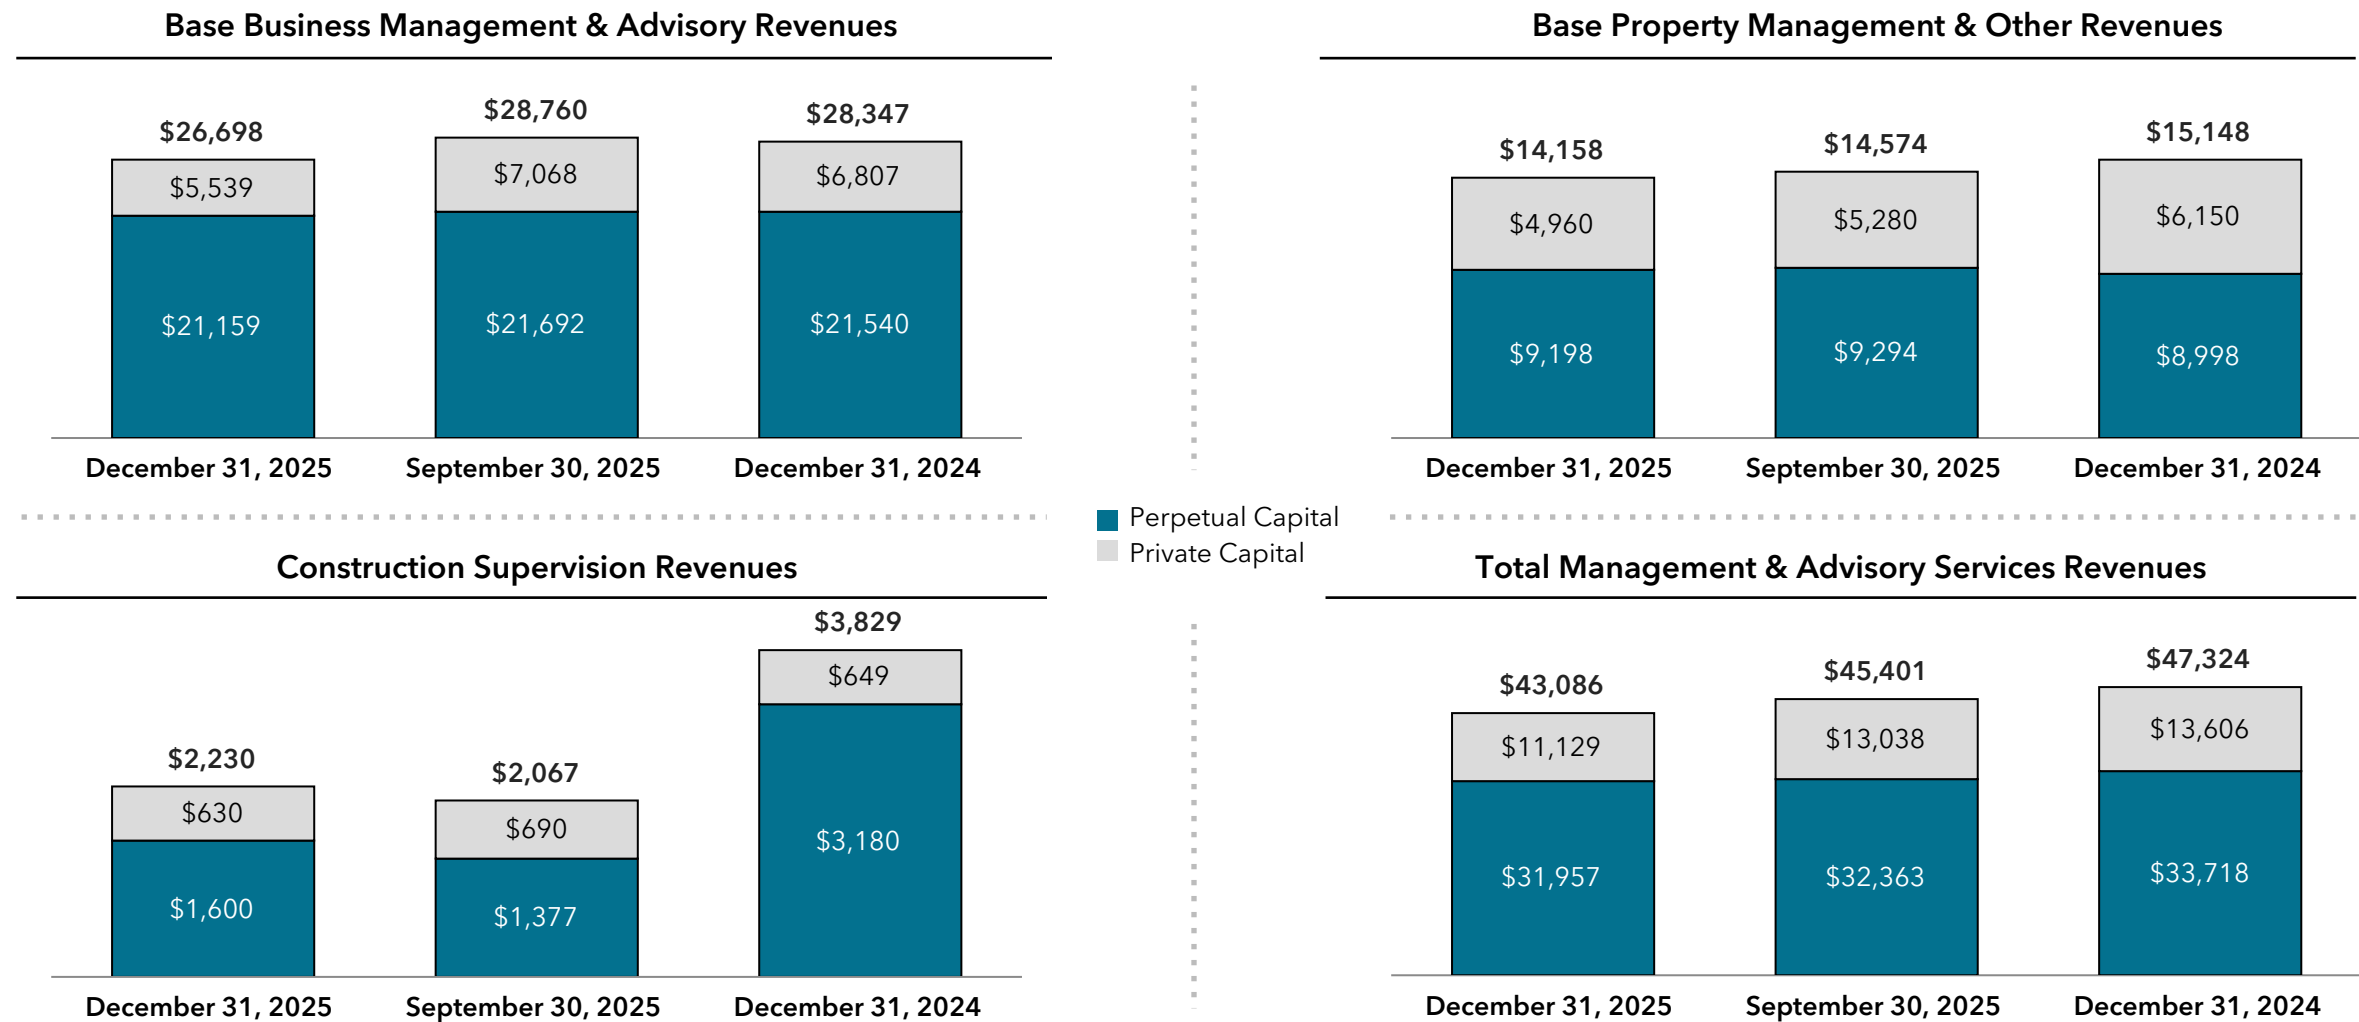 Base Business Management & Advisory Revenues
$26,698
$28,760
$28,347
$5,539
$7,068
$6,807
$21,159
$21,692
$21,540
December 31, 2025
September 30, 2025
December 31, 2024
Base Property Management & Other Revenues
$14,158
$14,574
$15,148
$4,960
$5,280
$6,150
$9,198
$9,294
$8,998
December 31, 2025
September 30, 2025
December 31, 2024
Perpetual Capital
Private Capital
Construction Supervision Revenues
$2,230
$2,067
$3,829
$630
$690
$649
$1,600
$1,377
$3,180
December 31, 2025
September 30, 2025
December 31, 2024
Total Management & Advisory Services Revenues
$43,086
$45,401
$47,324
$11,129
$13,038
$13,606
$31,957
$32,363
$33,718
December 31, 2025
September 30, 2025
December 31, 2024